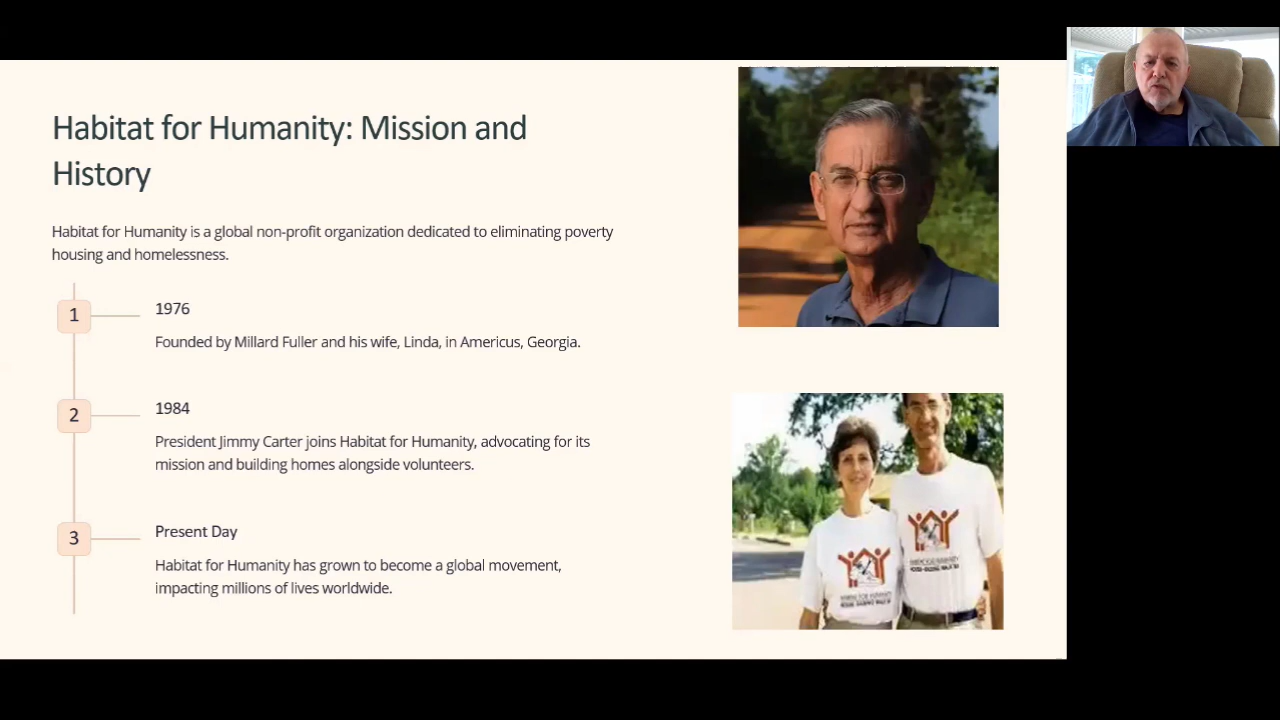 Habitat for Humanity: Mission and
History
Habitat for Humanity is a global non-profit organization dedicated to eliminating poverty
housing and homelessness.
1
1976
Founded by Millard Fuller and his wife, Linda, in Americus, Georgia.
2
1984
President Jimmy Carter joins Habitat for Humanity, advocating for its
mission and building homes alongside volunteers.
3
Present Day
Habitat for Humanity has grown to become a global movement,
impacting millions of lives worldwide.